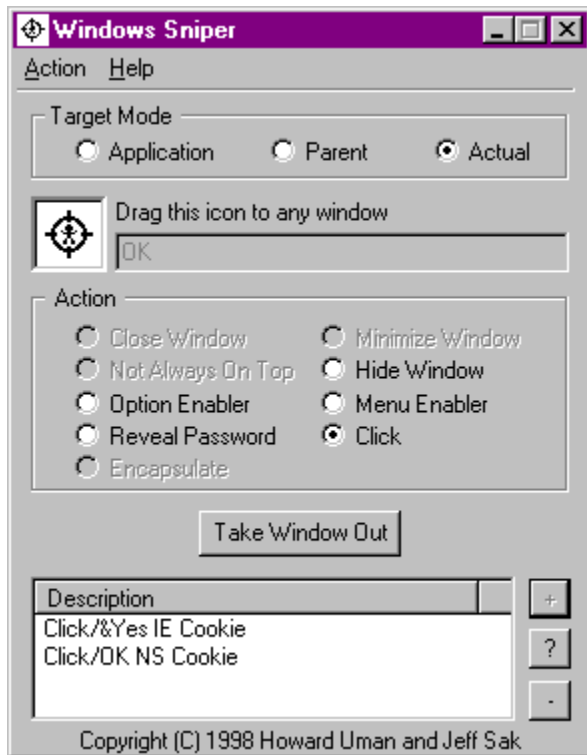 Windows Sniper
Action Help
Target Mode
Application Parent Actual
Drag this icon to any window
OK
Action
Close Window Minimize Window
Not Always On Top Hide Window
Option Enabler Menu Enabler
Reveal Password Click
Encapsulate
Take Window Out
Description
+
Click/&Yes IE Cookie
Click/OK NS Cookie
?
-
Copyright (C) 1998 Howard Uman and Jeff Sak